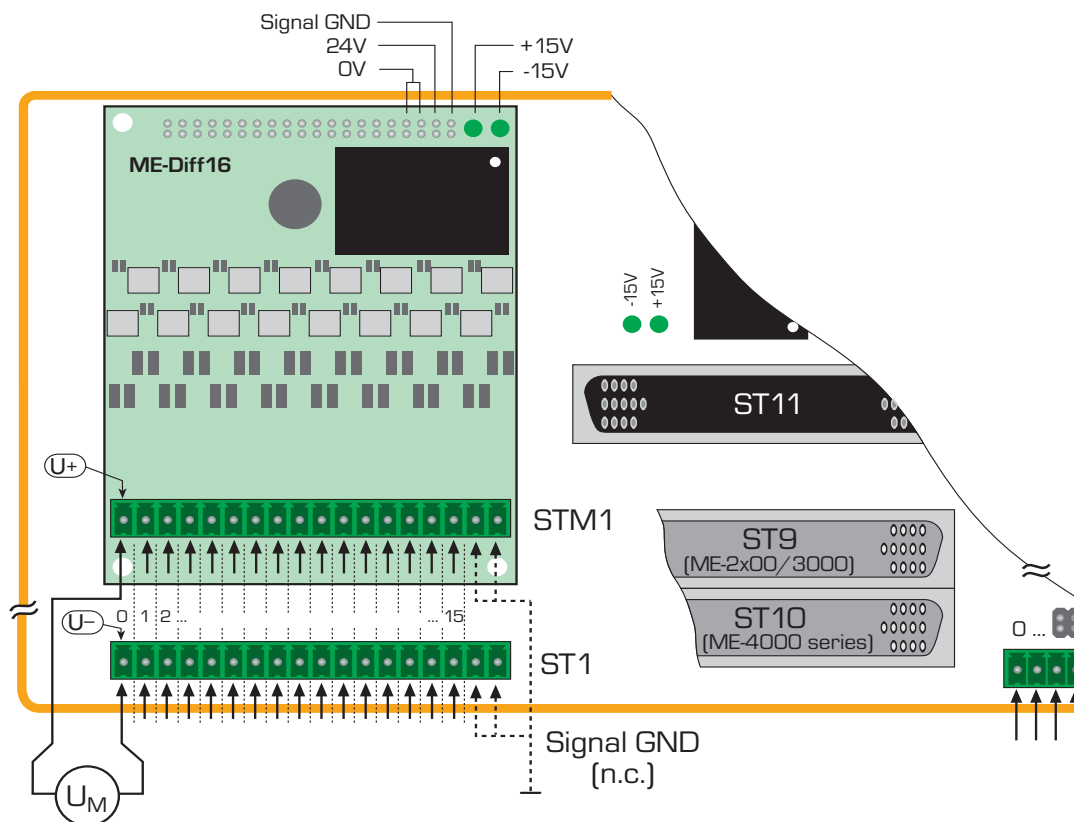 Signal GND
24V
0V
+15V
-15V
ME-Diff16
-15V
+15V
ST11
U+
STM1
ST9
(ME-2x00/3000)
U−
0 1 2 ... ... 15
ST10
(ME-4000 series)
0 ...
ST1
Signal GND
(n.c.)
UM